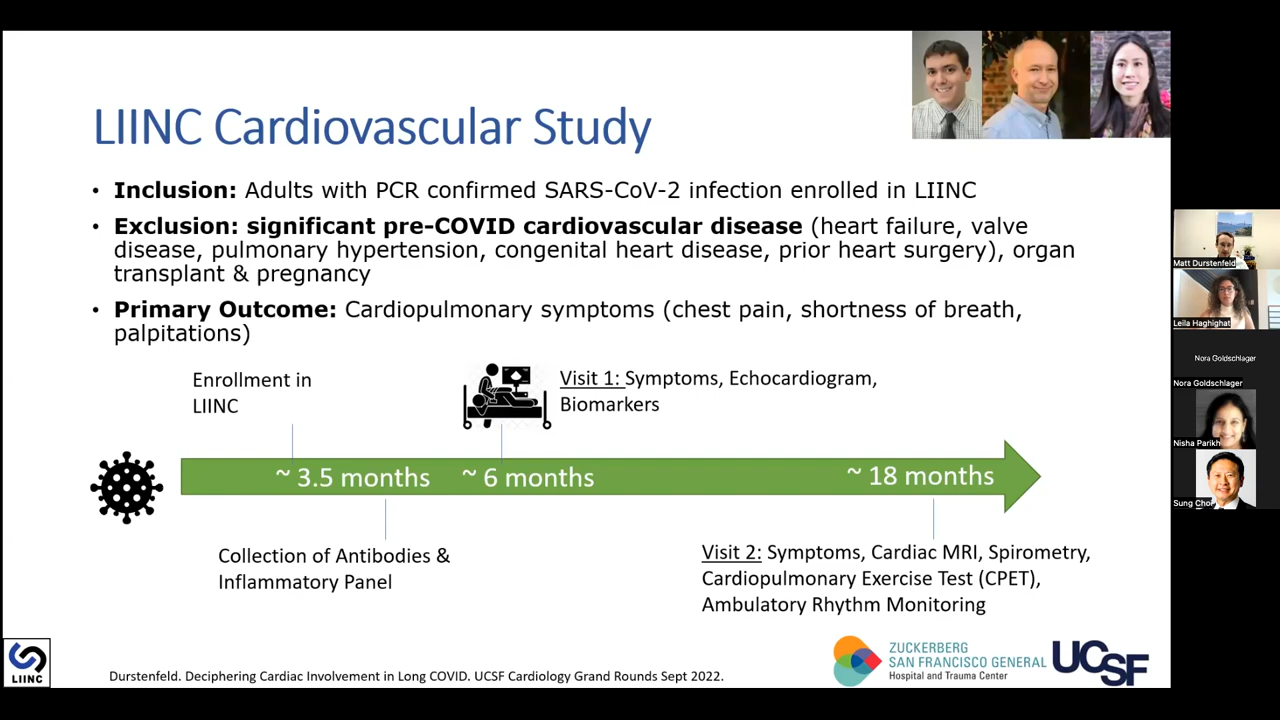 LIINC Cardiovascular Study
• Inclusion: Adults with PCR confirmed SARS-CoV-2 infection enrolled in LIINC
• Exclusion: significant pre-COVID cardiovascular disease (heart failure, valve
disease, pulmonary hypertension, congenital heart disease, prior heart surgery), organ
transplant & pregnancy
• Primary Outcome: Cardiopulmonary symptoms (chest pain, shortness of breath,
palpitations)
Enrollment in
LIINC
Visit 1: Symptoms, Echocardiogram,
Biomarkers
~ 3.5 months
~ 6 months
~ 18 months
Collection of Antibodies &
Inflammatory Panel
Visit 2: Symptoms, Cardiac MRI, Spirometry,
Cardiopulmonary Exercise Test (CPET),
Ambulatory Rhythm Monitoring
LIINC
Durstenfeld. Deciphering Cardiac Involvement in Long COVID. UCSF Cardiology Grand Rounds Sept 2022.
ZUCKERBERG
SAN FRANCISCO GENERAL
Hospital and Trauma Center
UCSF
Matt Durstenfeld
Leila Haghighat
Nora Goldschlager
Nora Goldschlager
Nisha Parikh
Sung Choi